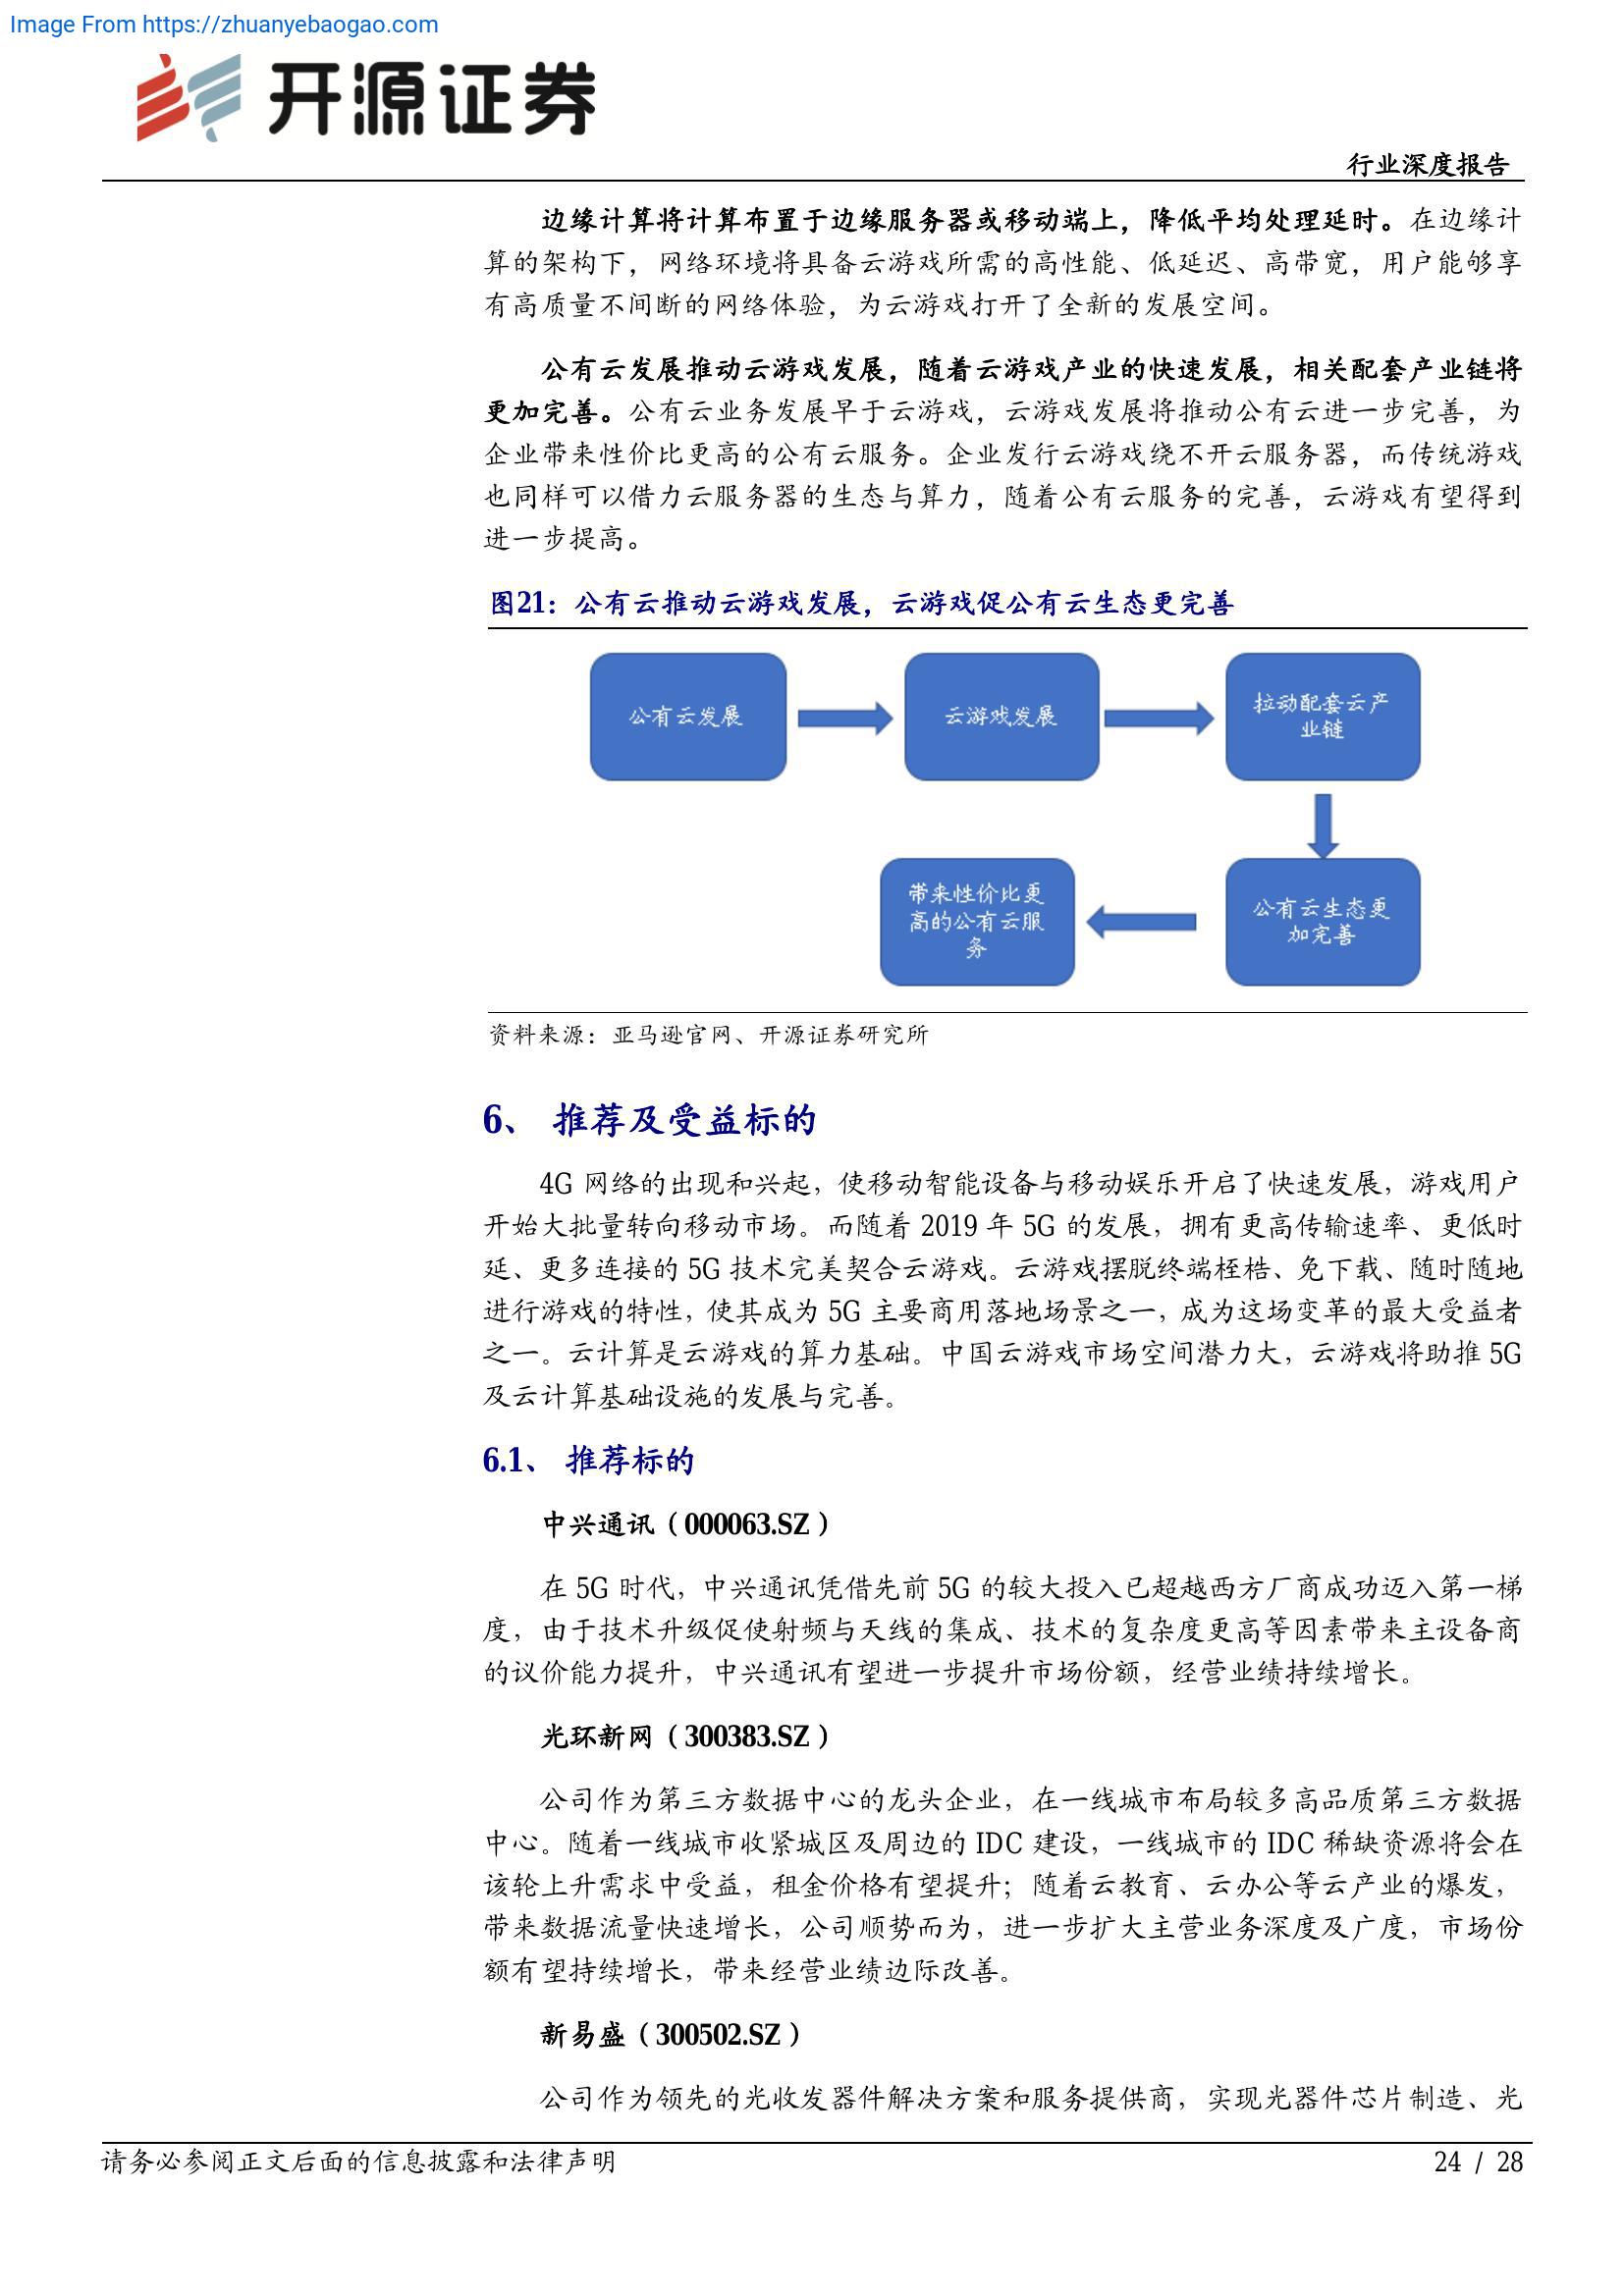 Image From https://zhuanyebaogao.com
开源证券
行业深度报告
边缘计算将计算布置于边缘服务器或移动端上，降低平均处理延时。在边缘计
算的架构下，网络环境将具备云游戏所需的高性能、低延迟、高带宽，用户能够享
有高质量不间断的网络体验，为云游戏打开了全新的发展空间。
公有云发展推动云游戏发展，随着云游戏产业的快速发展，相关配套产业链将
更加完善。公有云业务发展早于云游戏，云游戏发展将推动公有云进一步完善，为
企业带来性价比更高的公有云服务。企业发行云游戏绕不开云服务器，而传统游戏
也同样可以借力云服务器的生态与算力，随着公有云服务的完善，云游戏有望得到
进一步提高。
图21：公有云推动云游戏发展，云游戏促公有云生态更完善
公有云发展
云游戏发展
拉动配套云产
业链
带来性价比更
高的公有云服
务
公有云生态更
加完善
资料来源：亚马逊官网、开源证券研究所
6、 推荐及受益标的
4G 网络的出现和兴起，使移动智能设备与移动娱乐开启了快速发展，游戏用户
开始大批量转向移动市场。而随着 2019 年 5G 的发展，拥有更高传输速率、更低时
延、更多连接的 5G 技术完美契合云游戏。云游戏摆脱终端桎梏、免下载、随时随地
进行游戏的特性，使其成为 5G 主要商用落地场景之一，成为这场变革的最大受益者
之一。云计算是云游戏的算力基础。中国云游戏市场空间潜力大，云游戏将助推 5G
及云计算基础设施的发展与完善。
6.1、 推荐标的
中兴通讯（000063.SZ）
在 5G 时代，中兴通讯凭借先前 5G 的较大投入已超越西方厂商成功迈入第一梯
度，由于技术升级促使射频与天线的集成、技术的复杂度更高等因素带来主设备商
的议价能力提升，中兴通讯有望进一步提升市场份额，经营业绩持续增长。
光环新网（300383.SZ）
公司作为第三方数据中心的龙头企业，在一线城市布局较多高品质第三方数据
中心。随着一线城市收紧城区及周边的 IDC 建设，一线城市的 IDC 稀缺资源将会在
该轮上升需求中受益，租金价格有望提升；随着云教育、云办公等云产业的爆发，
带来数据流量快速增长，公司顺势而为，进一步扩大主营业务深度及广度，市场份
额有望持续增长，带来经营业绩边际改善。
新易盛（300502.SZ）
公司作为领先的光收发器件解决方案和服务提供商，实现光器件芯片制造、光
请务必参阅正文后面的信息披露和法律声明
24 / 28